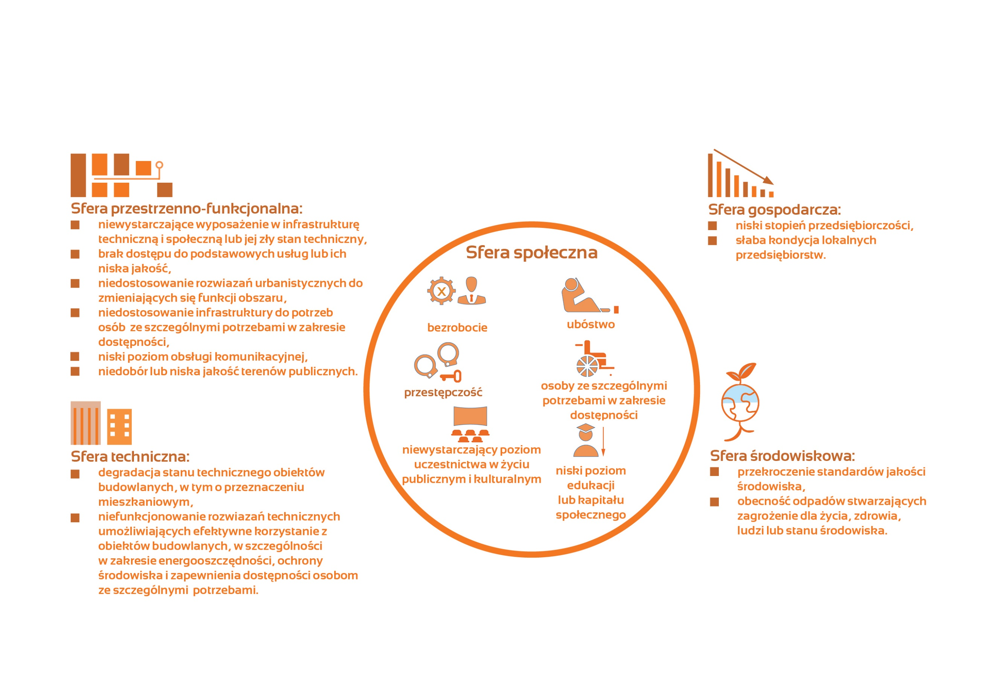 Sfera przestrzenno-funkcjonalna:
niewystarczające wyposażenie w infrastrukturę
techniczną i społeczną lub jej zły stan techniczny,
brak dostępu do podstawowych usług lub ich
niska jakość,
niedostosowanie rozwiazań urbanistycznych do
zmieniających się funkcji obszaru,
niedostosowanie infrastruktury do potrzeb
osób ze szczególnymi potrzebami w zakresie
dostępności,
niski poziom obsługi komunikacyjnej,
niedobór lub niska jakość terenów publicznych.
Sfera techniczna:
degradacja stanu technicznego obiektów
budowlanych, w tym o przeznaczeniu
mieszkaniowym,
niefunkcjonowanie rozwiazań technicznych
umożliwiających efektywne korzystanie z
obiektów budowlanych, w szczególności
w zakresie energooszczędności, ochrony
środowiska i zapewnienia dostępności osobom
ze szczególnymi potrzebami.
Sfera społeczna
X
bezrobocie
ubóstwo
przestępczość
osoby ze szczególnymi
potrzebami w zakresie
dostępności
niewystarczający poziom
uczestnictwa w życiu
publicznym i kulturalnym
niski poziom
edukacji
lub kapitału
społecznego
Sfera gospodarcza:
niski stopień przedsiębiorczości,
słaba kondycja lokalnych
przedsiębiorstw.
Sfera środowiskowa:
przekroczenie standardów jakości
środowiska,
obecność odpadów stwarzających
zagrożenie dla życia, zdrowia,
ludzi lub stanu środowiska.